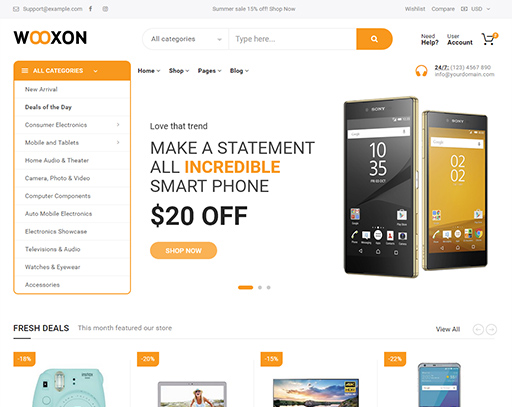 Support@example.com
Summer sale 15% off! Shop Now
Wishlist Compare USD
WOOXON
All categories
Type here...
Need Help?
User Account
0
ALL CATEGORIES
Home Shop Pages Blog
24/7: (123) 4567 890
info@yourdomain.com
New Arrival
Deals of the Day
Consumer Electronics
Mobile and Tablets
Home Audio & Theater
Camera, Photo & Video
Computer Components
Auto Mobile Electronics
Electronics Showcase
Televisions & Audio
Watches & Eyewear
Accessories
Love that trend
MAKE A STATEMENT
ALL INCREDIBLE
SMART PHONE
$20 OFF
SHOP NOW
SONY
10
35
SONY
02
02
FRESH DEALS
This month featured our store
View All
-18%
-20%
-15%
-22%
4K